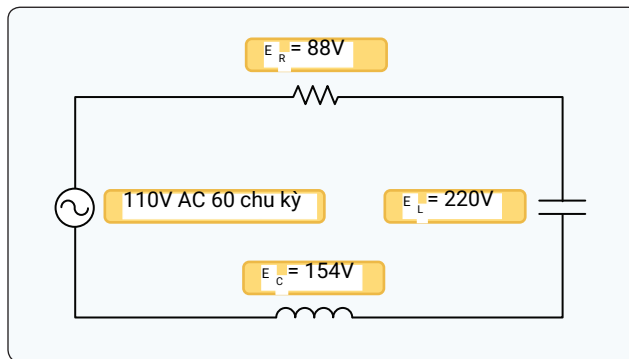 E R = 88V
110V AC 60 chu kỳ
E L = 220V
E C = 154V